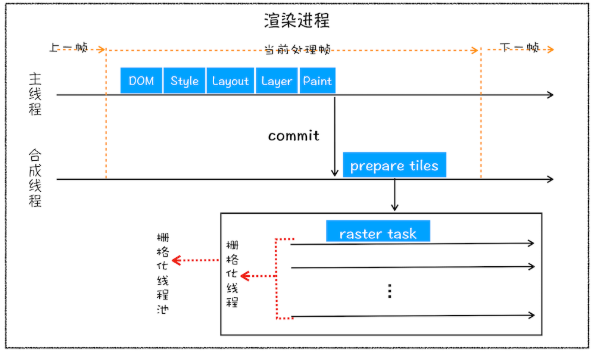 渲染进程
上一帧
当前处理帧
下一帧
主线程
DOM
Style
Layout
Layer
Paint
commit
合成线程
prepare tiles
raster task
栅格化线程池
栅格化线程